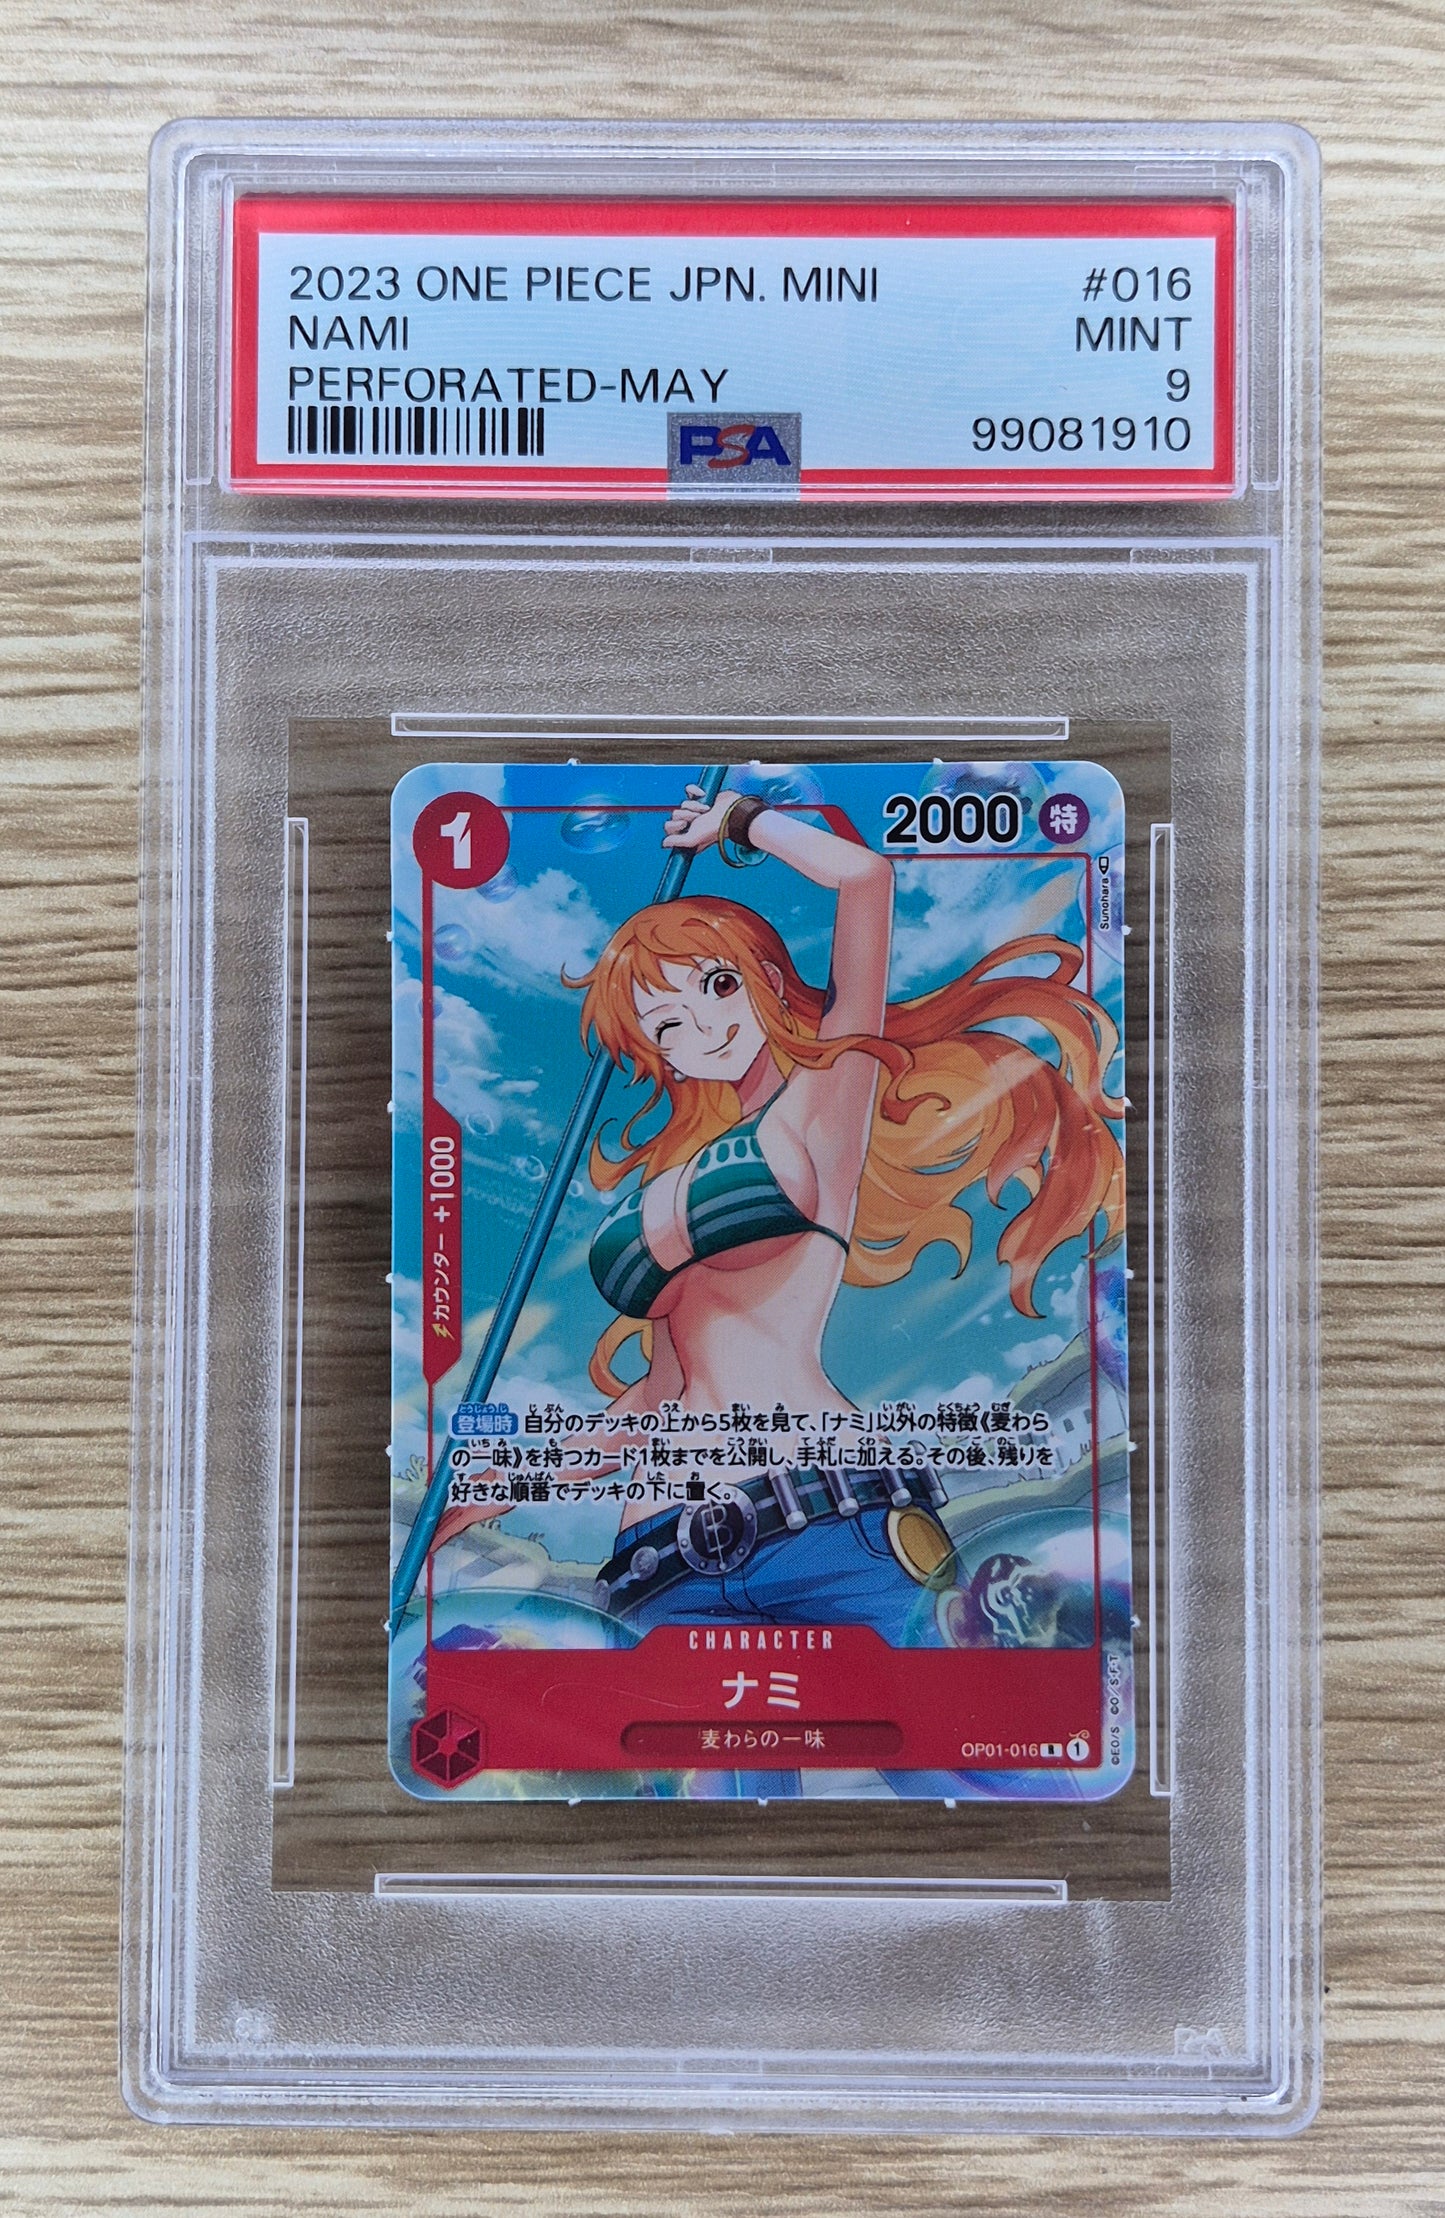 2023 ONE PIECE JPN. MINI #016
NAMI MINT
PERFORATED-MAY 9
PSA 99081910
1 2000 特
Sunohara
カウンター +1000
登場時 自分のデッキの上から5枚を見て、「ナミ」以外の特徴《麦わら
の一味》を持つカード1枚までを公開し、手札に加える。その後、残りを
好きな順番でデッキの下に置く。
CHARACTER
ナミ
麦わらの一味
OP01-016 R 1
©EO/S ©O/S・F・T